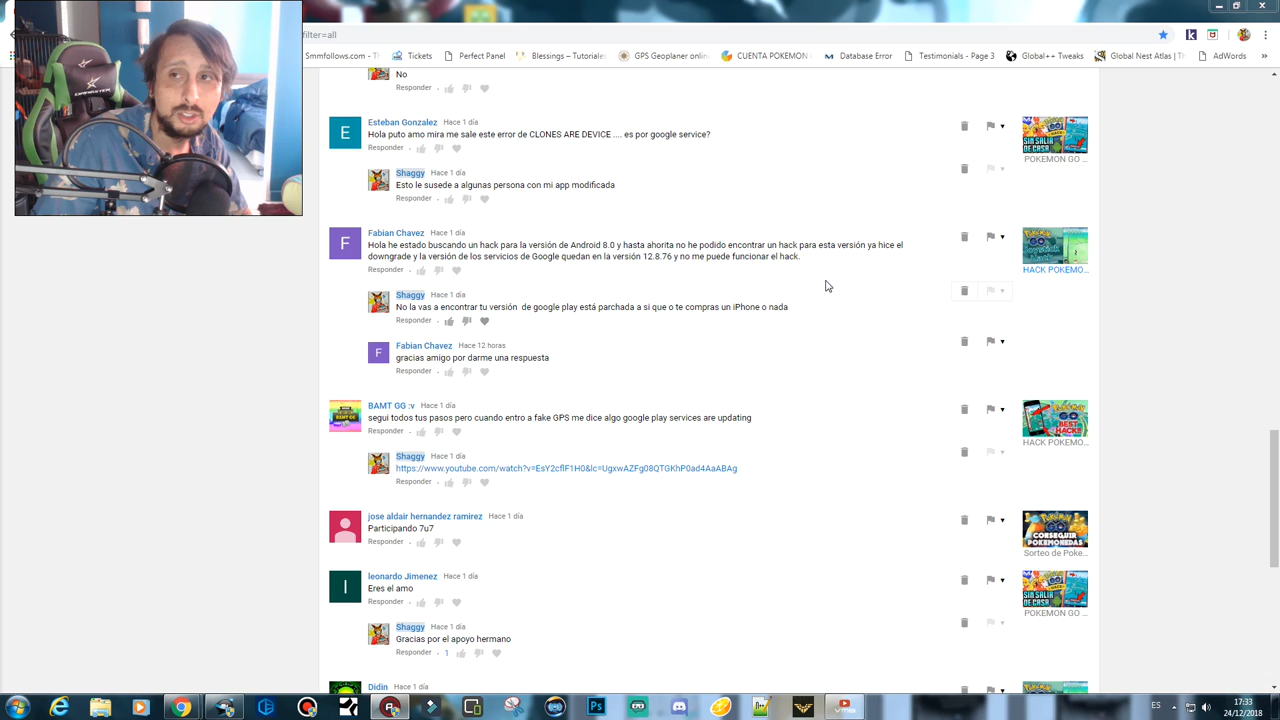 filter=all
Smmfollows.com - T
Tickets
Perfect Panel
Blessings – Tutoriales
GPS Geoplaner onlin
CUENTA POKEMON
Database Error
Testimonials - Page 3
Global++ Tweaks
Global Nest Atlas | Th
AdWords
No
Responder
Esteban Gonzalez Hace 1 día
Hola puto amo mira me sale este error de CLONES ARE DEVICE .... es por google service?
Responder
POKEMON GO ...
Shaggy Hace 1 día
Esto le susede a algunas persona con mi app modificada
Responder
Fabian Chavez Hace 1 día
Hola he estado buscando un hack para la versión de Android 8.0 y hasta ahorita no he podido encontrar un hack para esta versión ya hice el
downgrade y la versión de los servicios de Google quedan en la versión 12.8.76 y no me puede funcionar el hack.
Responder
HACK POKEMO...
Shaggy Hace 1 día
No la vas a encontrar tu versión de google play está parchada a si que o te compras un iPhone o nada
Responder
Fabian Chavez Hace 12 horas
gracias amigo por darme una respuesta
Responder
BAMT GG :v Hace 1 día
segui todos tus pasos pero cuando entro a fake GPS me dice algo google play services are updating
Responder
POKEMON GO
BEST
HACK
HACK POKEMO...
Shaggy Hace 1 día
https://www.youtube.com/watch?v=EsY2cflF1H0&lc=UgxwAZFg08QTGKhP0ad4AaABAg
Responder
jose aldair hernandez ramirez Hace 1 día
Participando 7u7
Responder
CONSEGUIR
POKEMONEDAS
Sorteo de Poke...
leonardo Jimenez Hace 1 día
Eres el amo
Responder
SIN SALIR
DE CASA
POKEMON GO ...
Shaggy Hace 1 día
Gracias por el apoyo hermano
Responder 1
Didin Hace 1 día
ES
17:33
24/12/2018